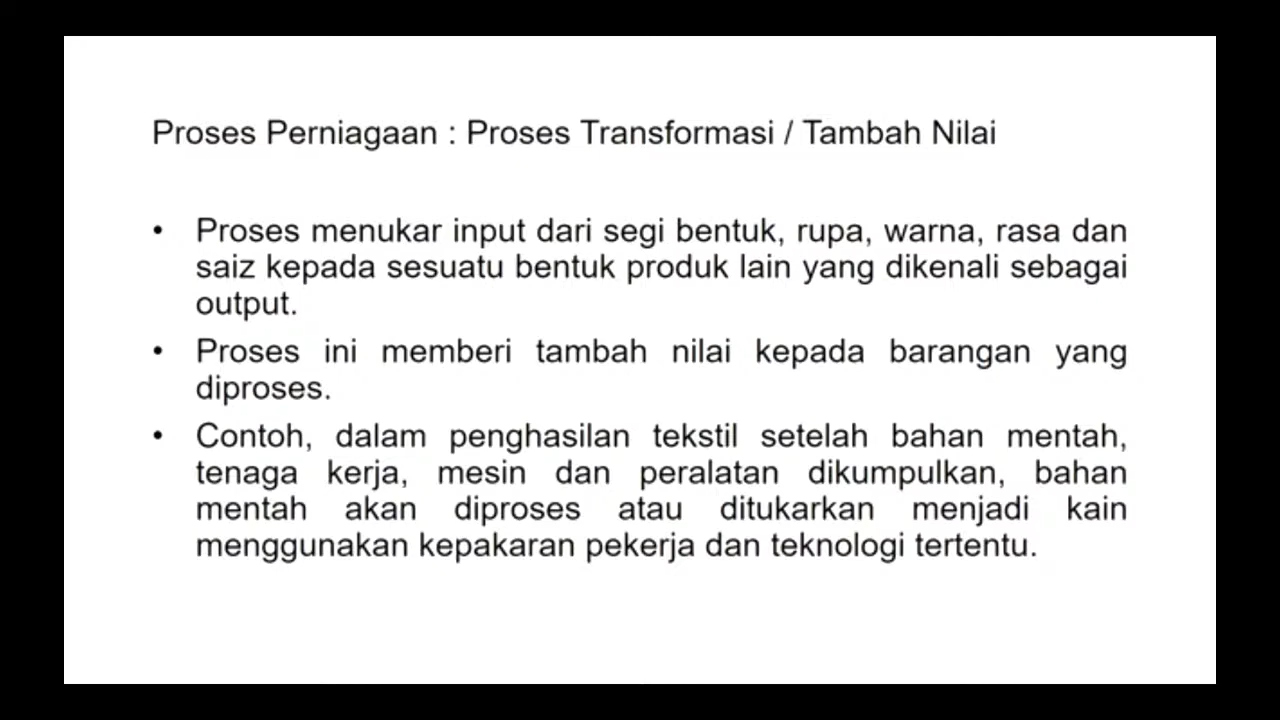 Proses Perniagaan : Proses Transformasi / Tambah Nilai
• Proses menukar input dari segi bentuk, rupa, warna, rasa dan
saiz kepada sesuatu bentuk produk lain yang dikenali sebagai
output.
• Proses ini memberi tambah nilai kepada barangan yang
diproses.
• Contoh, dalam penghasilan tekstil setelah bahan mentah,
tenaga kerja, mesin dan peralatan dikumpulkan, bahan
mentah akan diproses atau ditukarkan menjadi kain
menggunakan kepakaran pekerja dan teknologi tertentu.